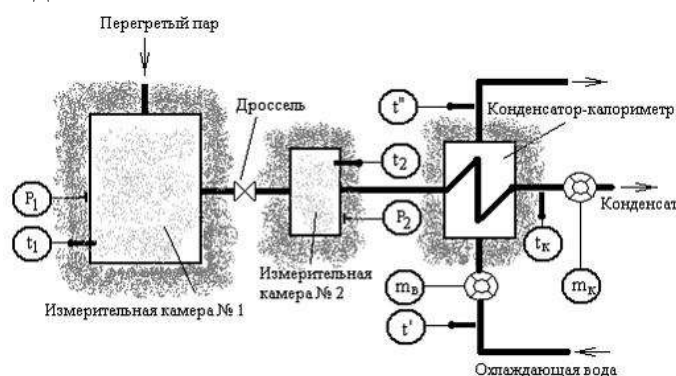 Перегретый пар
Дроссель
t"
Конденсатор-калориметр
t₂
P₁
P₂
Конденсат
t₁
tк
Измерительная
камера № 2
mв
mк
Измерительная камера № 1
t'
Охлаждающая вода